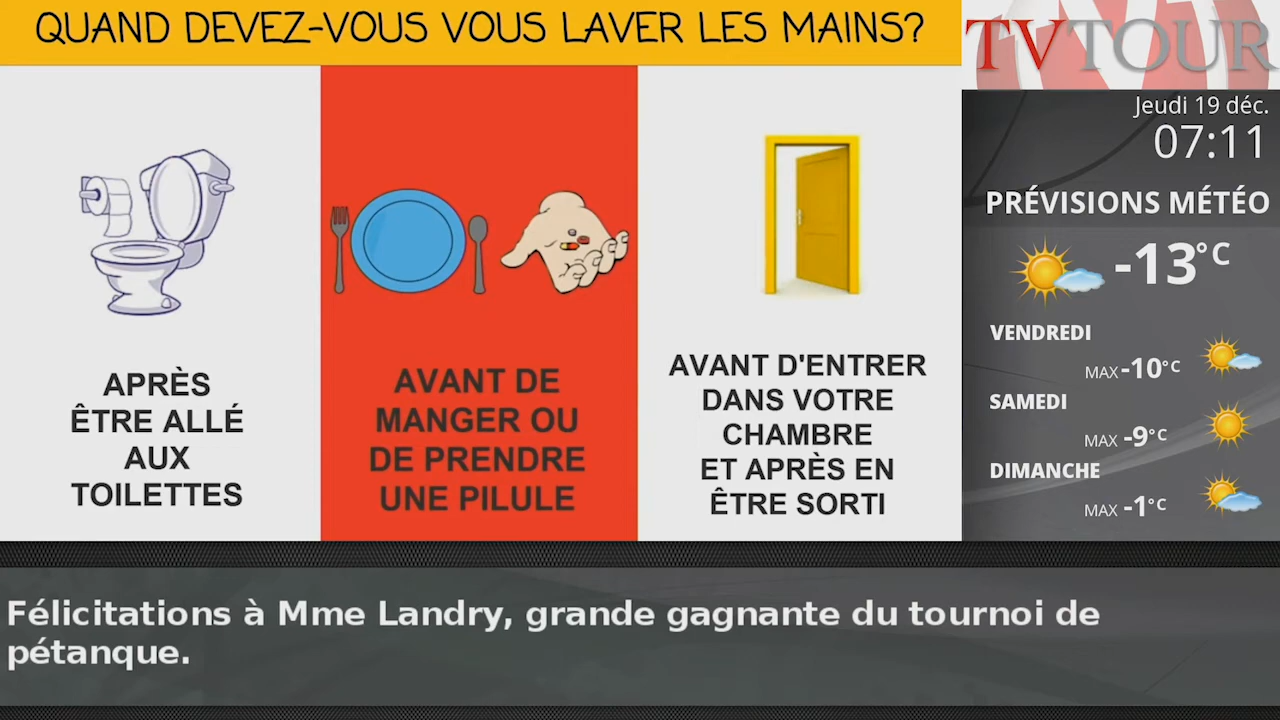 QUAND DEVEZ-VOUS VOUS LAVER LES MAINS?
APRÈS
ÊTRE ALLÉ
AUX
TOILETTES
AVANT DE
MANGER OU
DE PRENDRE
UNE PILULE
AVANT D'ENTRER
DANS VOTRE
CHAMBRE
ET APRÈS EN
ÊTRE SORTI
TVTOUR
Jeudi 19 déc.
07:11
PRÉVISIONS MÉTÉO
-13°C
VENDREDI
MAX -10°C
SAMEDI
MAX -9°C
DIMANCHE
MAX -1°C
Félicitations à Mme Landry, grande gagnante du tournoi de
pétanque.